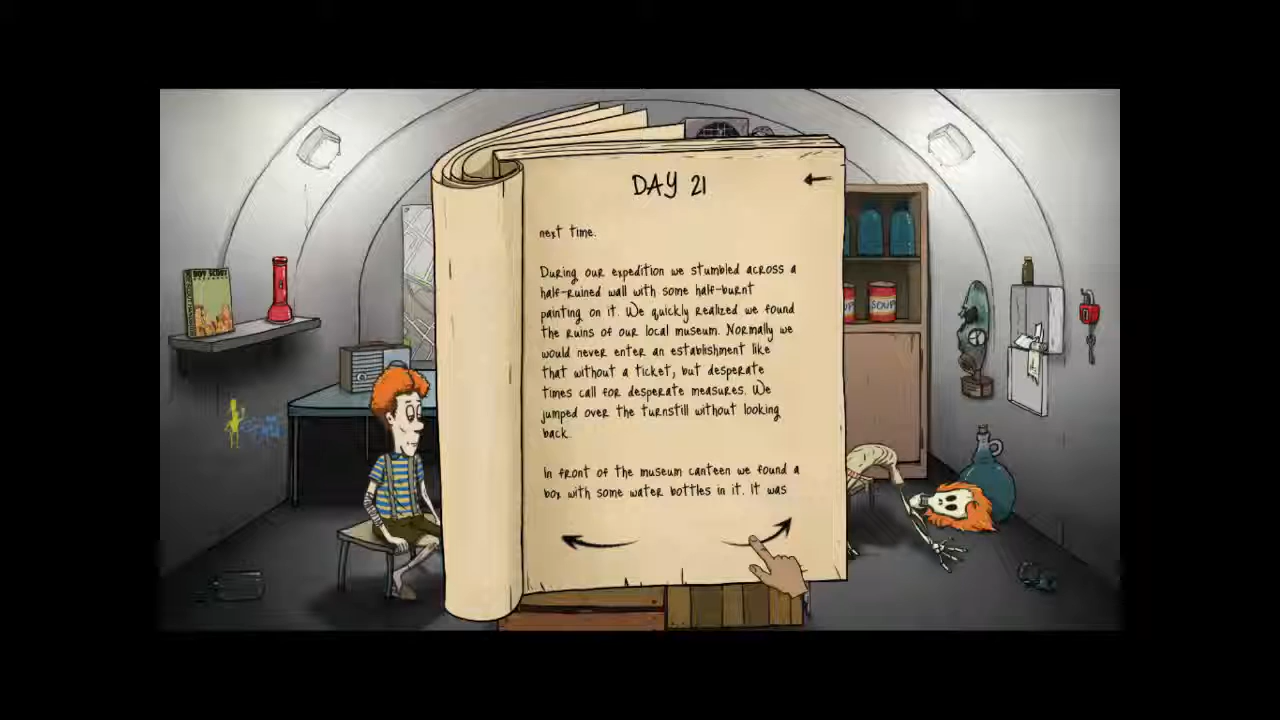 DAY 21
next time.
During our expedition we stumbled across a
half-ruined wall with some half-burnt
painting on it. We quickly realized we found
the ruins of our local museum. Normally we
would never enter an establishment like
that without a ticket, but desperate
times call for desperate measures. We
jumped over the turnstill without looking
back.
In front of the museum canteen we found a
box with some water bottles in it. It was
BOY SCOUT
SOUP